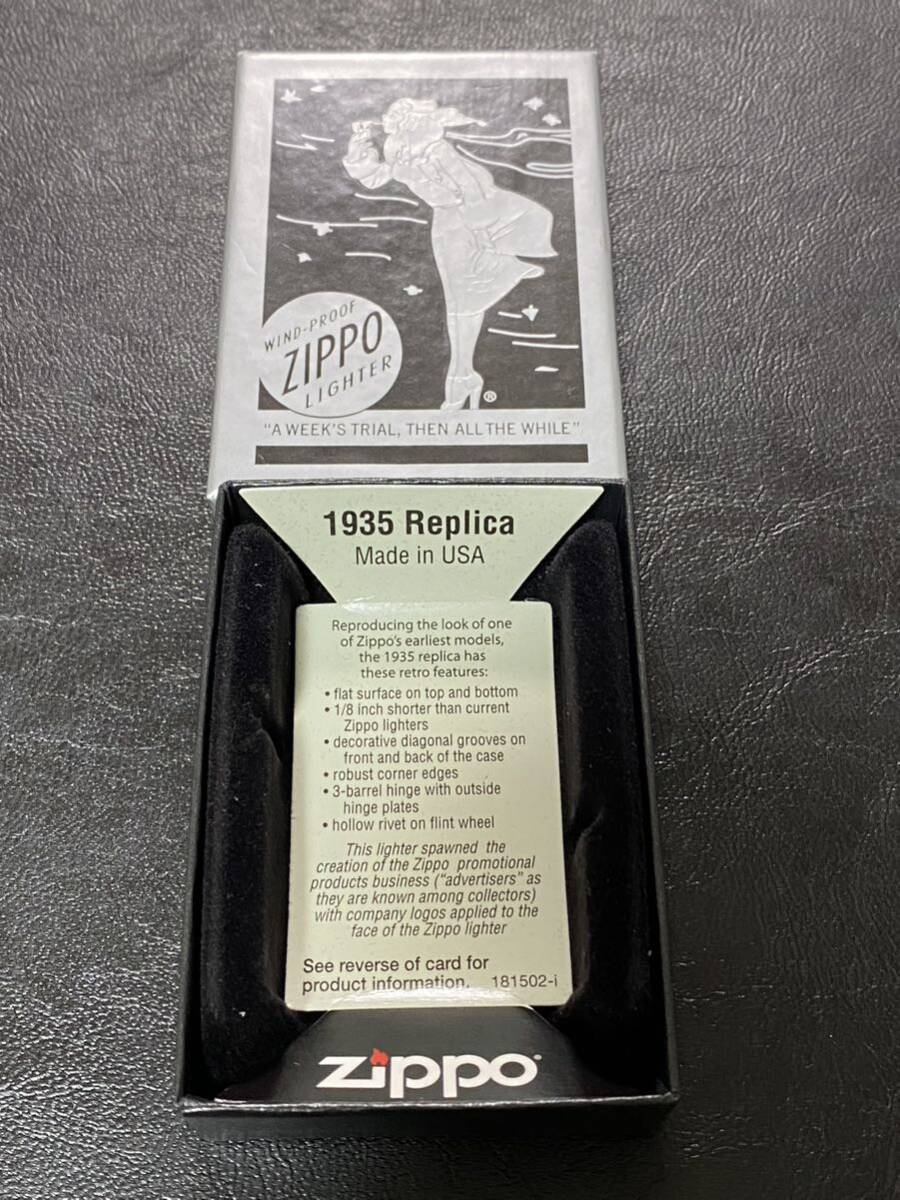 WIND-PROOF
ZIPPO
LIGHTER
®
"A WEEK'S TRIAL, THEN ALL THE WHILE"
1935 Replica
Made in USA
Reproducing the look of one
of Zippo's earliest models,
the 1935 replica has
these retro features:
• flat surface on top and bottom
• 1/8 inch shorter than current
Zippo lighters
• decorative diagonal grooves on
front and back of the case
• robust corner edges
• 3-barrel hinge with outside
hinge plates
• hollow rivet on flint wheel
This lighter spawned the
creation of the Zippo promotional
products business ("advertisers" as
they are known among collectors)
with company logos applied to the
face of the Zippo lighter
See reverse of card for
product information. 181502-i
zippo